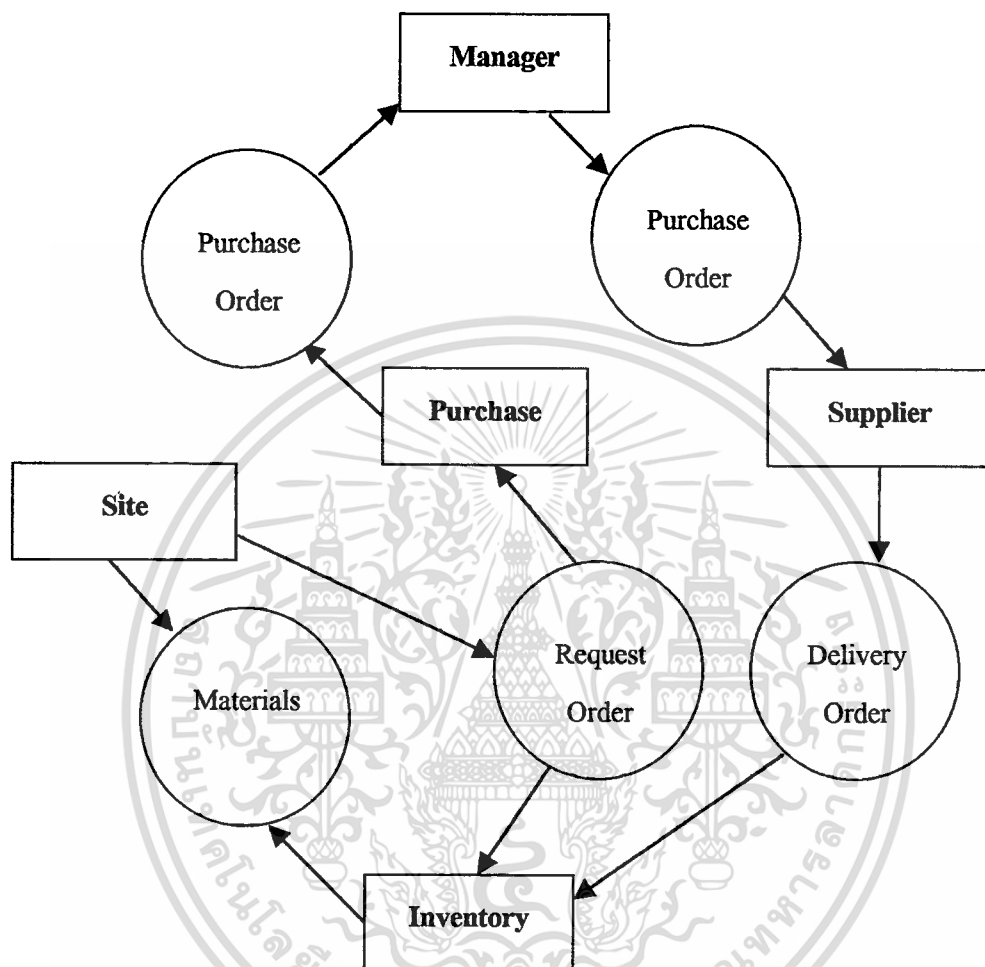 Manager
Purchase
Order
Purchase
Order
Purchase
Supplier
Site
Request
Order
Delivery
Order
Materials
Inventory